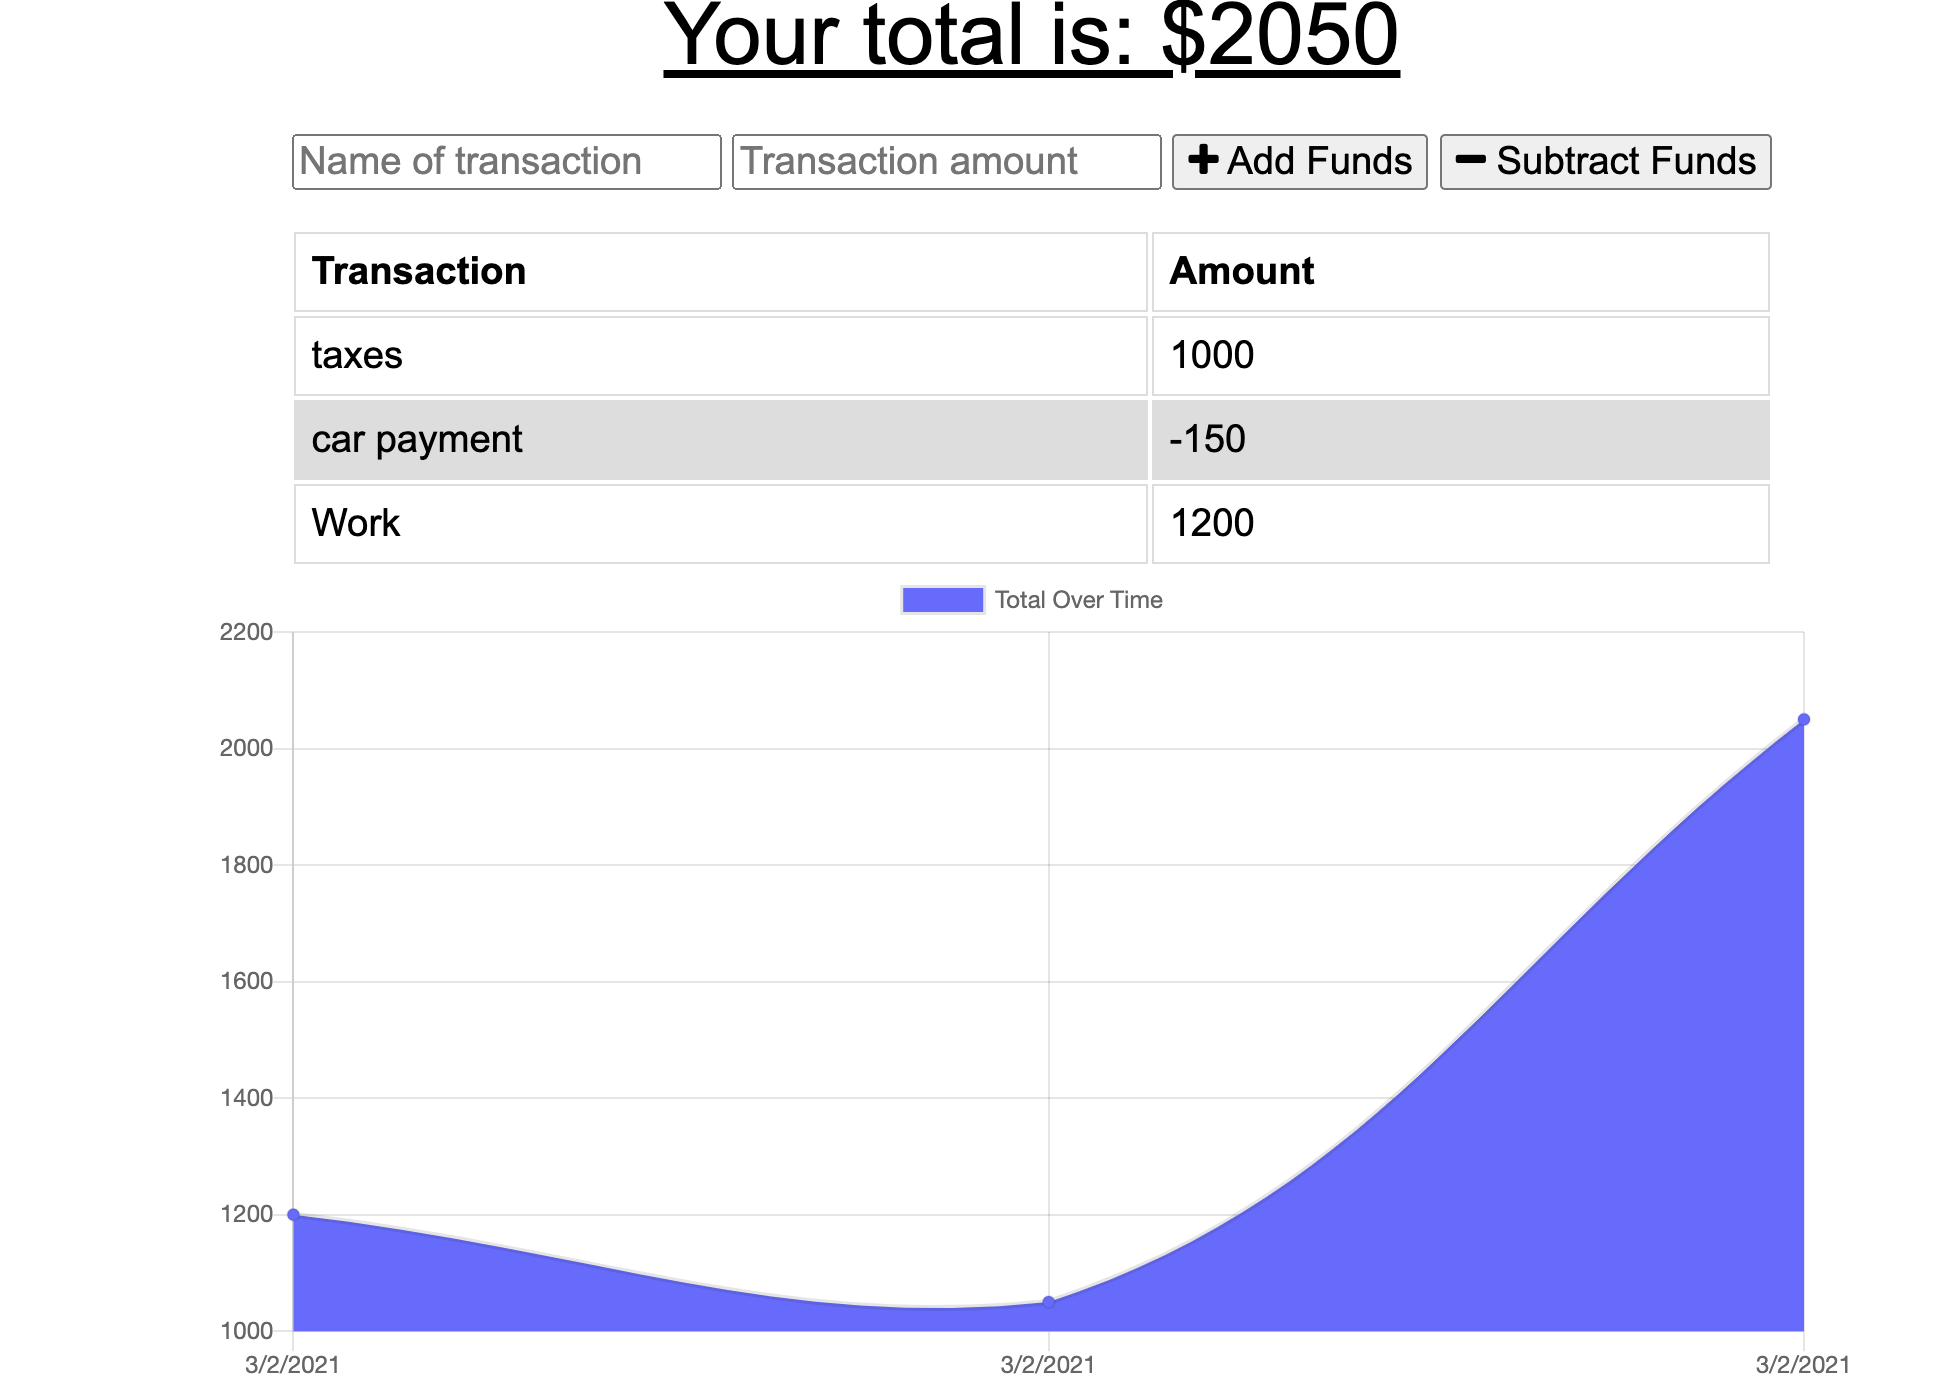 Your total is: $2050
Name of transaction Transaction amount Add Funds Subtract Funds
Transaction Amount
taxes 1000
car payment -150
Work 1200
Total Over Time
2200
2000
1800
1600
1400
1200
1000
3/2/2021 3/2/2021 3/2/2021